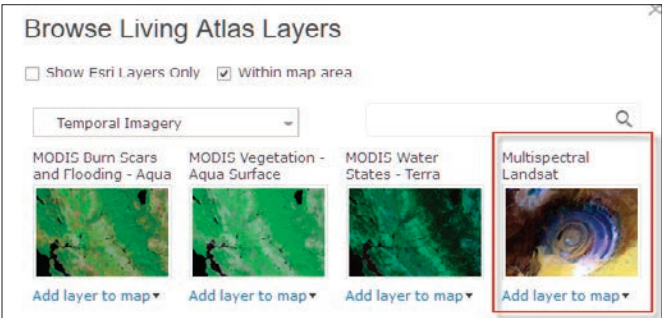 Browse Living Atlas Layers
Show Esri Layers Only Within map area
Temporal Imagery
MODIS Burn Scars and Flooding - Aqua
MODIS Vegetation - Aqua Surface
MODIS Water States - Terra
Multispectral Landsat
Add layer to map Add layer to map Add layer to map Add layer to map